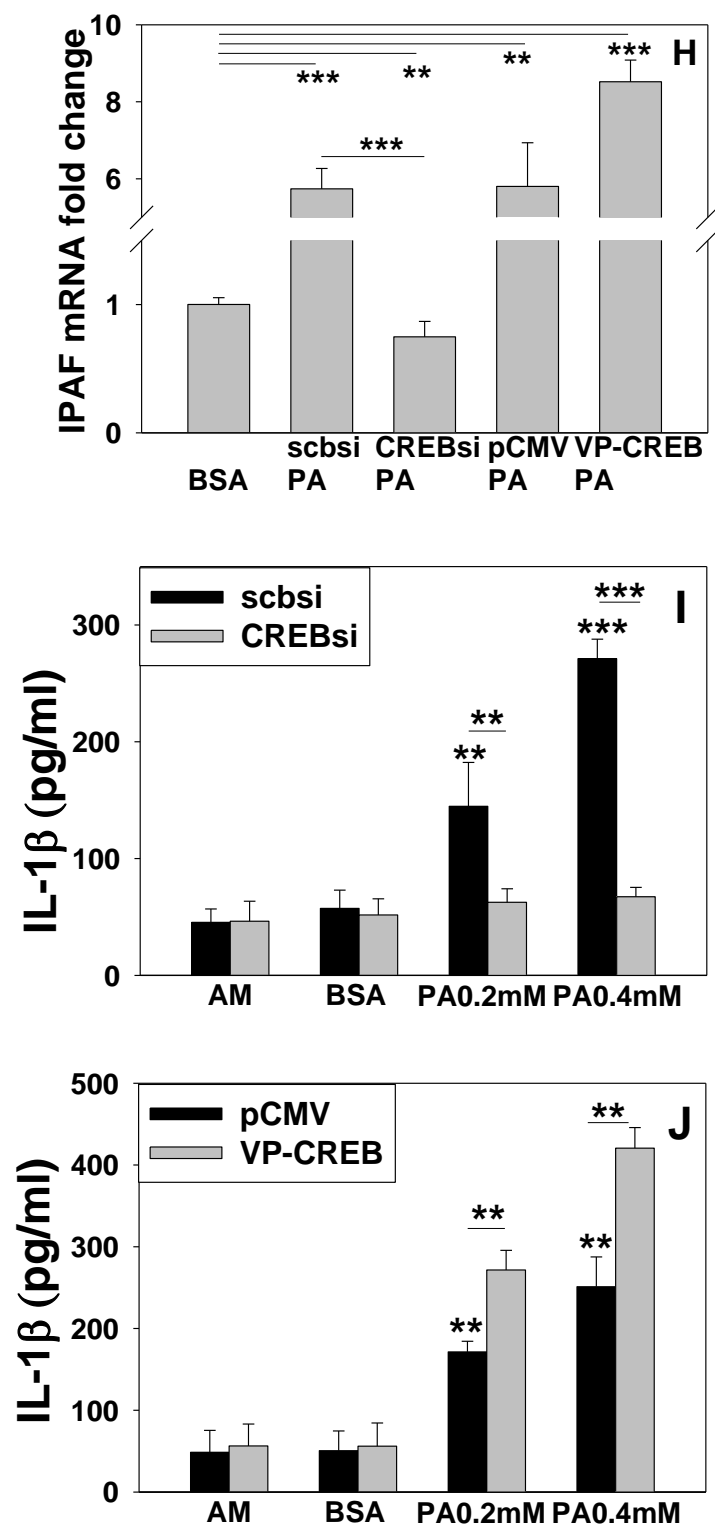 IPAF mRNA fold change
10
8
6
1
0
H
*** ** ** ***
***
scbsi CREBsi pCMV VP-CREB
BSA PA PA PA PA
IL-1β (pg/ml)
300
200
100
0
scbsi
CREBsi
I
***
***
**
**
AM BSA PA0.2mM PA0.4mM
IL-1β (pg/ml)
500
400
300
200
100
0
pCMV
VP-CREB
J
**
**
**
**
AM BSA PA0.2mM PA0.4mM